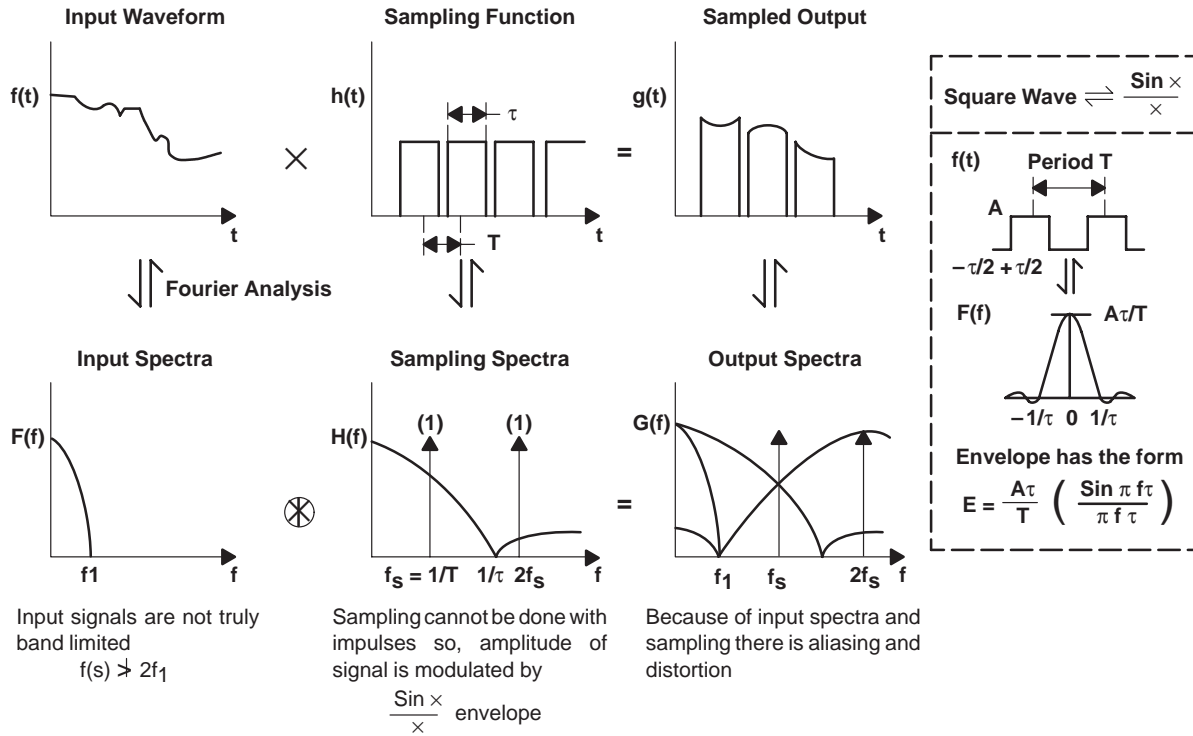 Input Waveform
f(t)
t
×
Sampling Function
h(t)
τ
T
t
=
Sampled Output
g(t)
t
Fourier Analysis
Input Spectra
F(f)
f1
f
Sampling Spectra
H(f)
(1)
(1)
fs = 1/T
1/τ
2fs
f
=
Output Spectra
G(f)
f1
fs
2fs
f
Input signals are not truly
band limited
f(s) ≯ 2f1
Sampling cannot be done with
impulses so, amplitude of
signal is modulated by
Sin ×
×
envelope
Because of input spectra and
sampling there is aliasing and
distortion
Square Wave ⇌
Sin ×
×
f(t)
Period T
A
−τ/2 +τ/2
F(f)
Aτ/T
−1/τ 0 1/τ
Envelope has the form
E = Aτ/T ( Sin π fτ / π f τ )